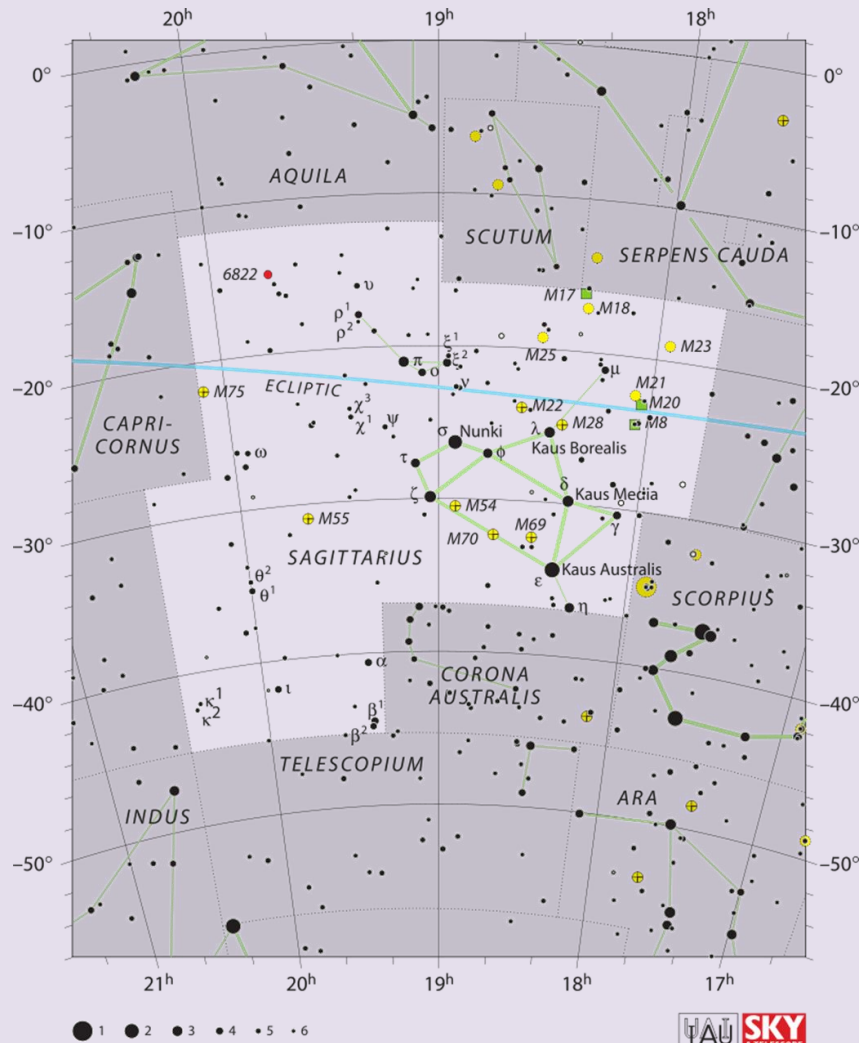 20h 19h 18h
0° 0°
AQUILA
−10° −10°
SCUTUM
SERPENS CAUDA
6822 υ
M17
M18
ρ1
ρ2
ξ1
M25
M23
π ο ξ2
μ
−20° −20°
M75
ECLIPTIC
ν
M21
M22
M20
χ3
χ1
ψ
M28
M8
CAPRI-
CORNUS
σ Nunki
λ
Kaus Borealis
ω
τ
φ
δ
Kaus Media
ζ
M54
γ
M55
M69
M70
−30° −30°
SAGITTARIUS
ε
Kaus Australis
θ2
θ1
SCORPIUS
η
α
CORONA
AUSTRALIS
κ1
κ2
ι
β1
β2
−40° −40°
TELESCOPIUM
INDUS
ARA
−50° −50°
21h 20h 19h 18h 17h
1 2 3 4 5 6
IAU SKY